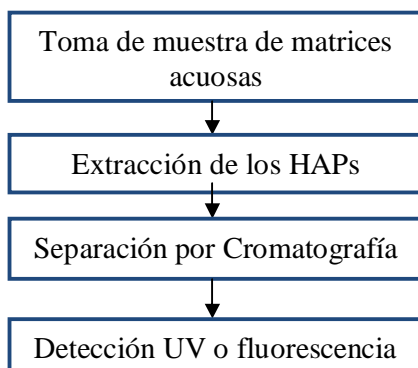 Toma de muestra de matrices
acuosas
Extracción de los HAPs
Separación por Cromatografía
Detección UV o fluorescencia